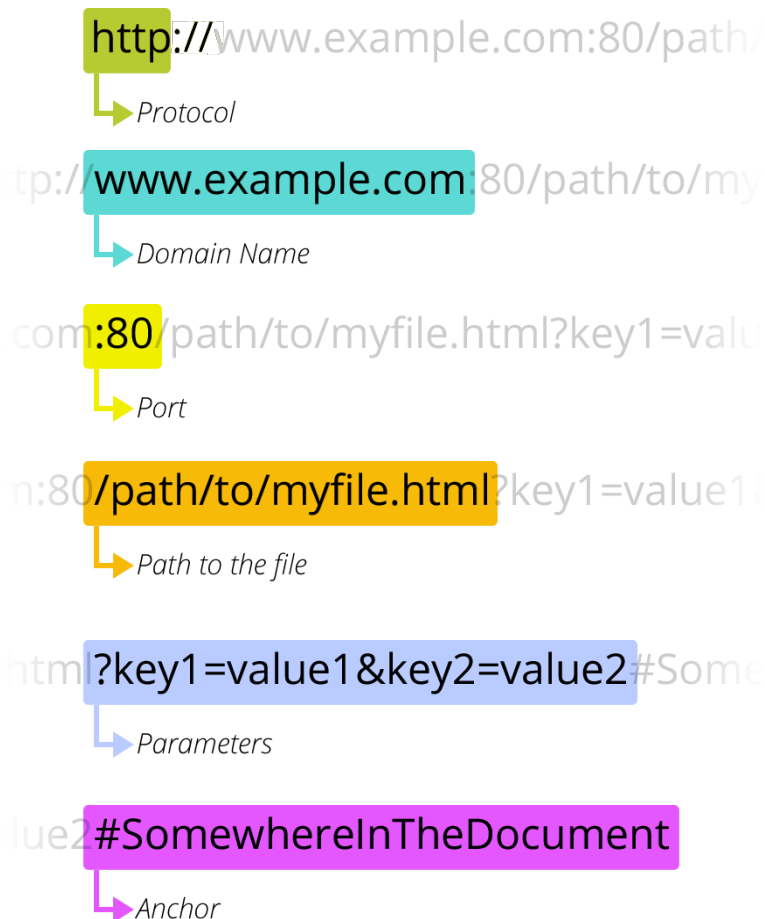 http://www.example.com:80/path/
Protocol
tp://www.example.com:80/path/to/my
Domain Name
.com:80/path/to/myfile.html?key1=valu
Port
m:80/path/to/myfile.html?key1=value1&
Path to the file
html?key1=value1&key2=value2#Some
Parameters
lue2#SomewhereInTheDocument
Anchor